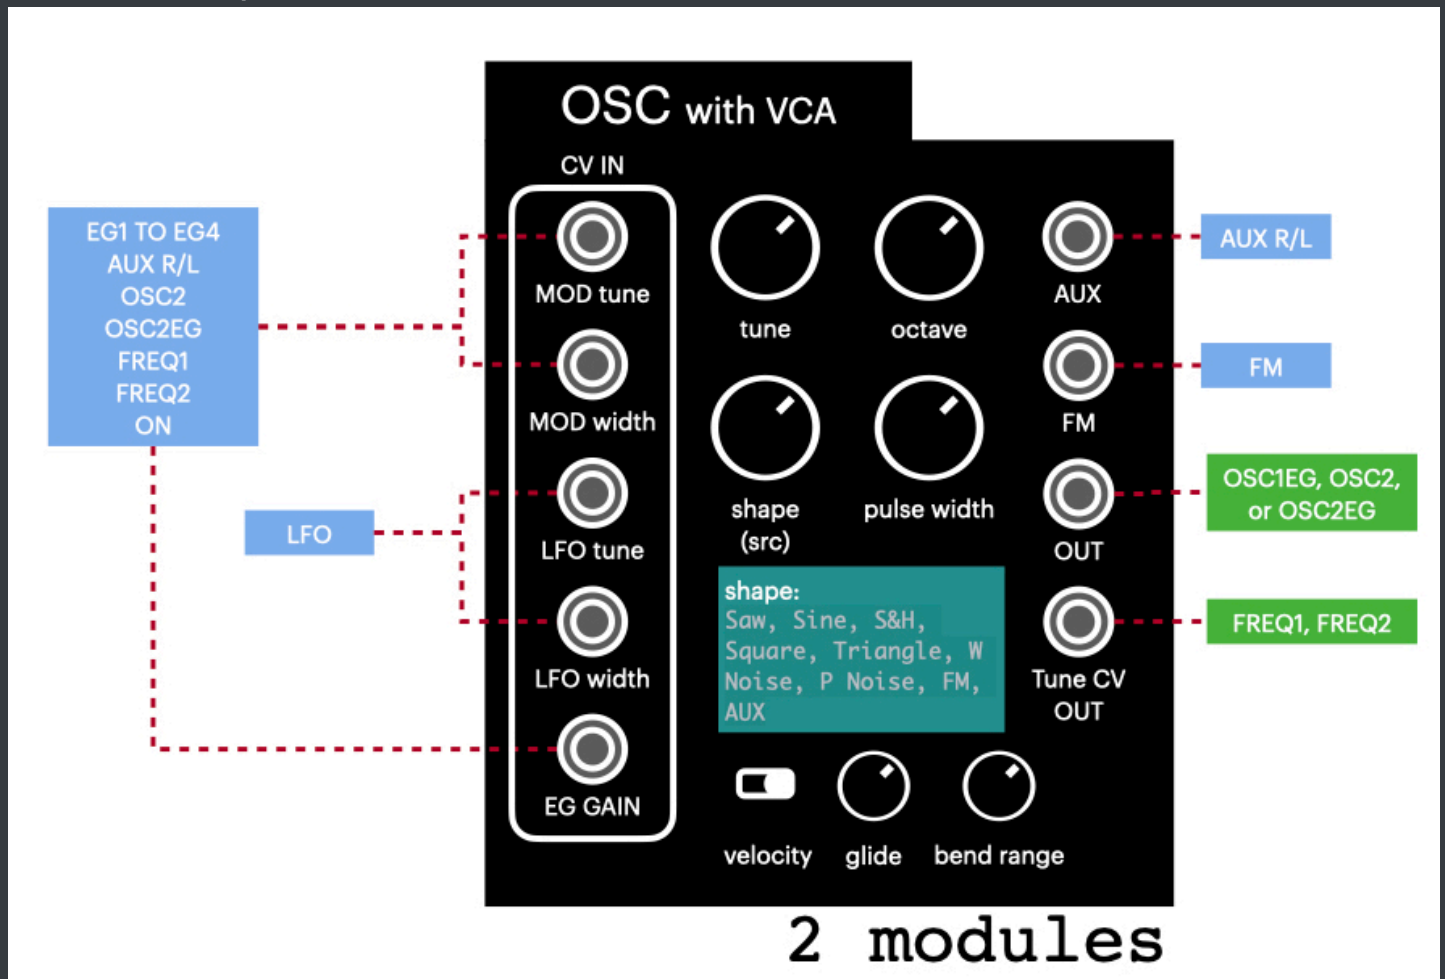 OSC with VCA
CV IN
EG1 TO EG4
AUX R/L
OSC2
OSC2EG
FREQ1
FREQ2
ON
LFO
MOD tune
MOD width
LFO tune
LFO width
EG GAIN
tune
octave
shape
(src)
pulse width
shape:
Saw, Sine, S&H,
Square, Triangle, W
Noise, P Noise, FM,
AUX
velocity
glide
bend range
AUX
FM
OUT
Tune CV
OUT
AUX R/L
FM
OSC1EG, OSC2,
or OSC2EG
FREQ1, FREQ2
2 modules